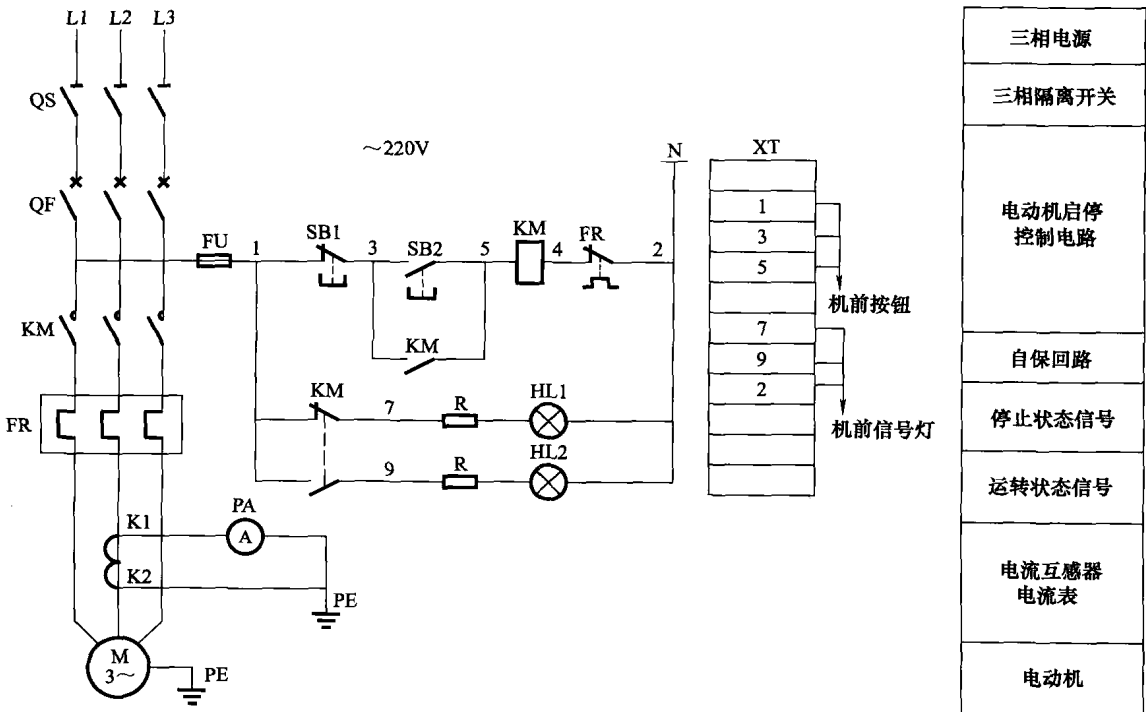 L1 L2 L3
三相电源
QS
三相隔离开关
～220V
N
XT
QF
1
3
5
机前按钮
电动机启停
控制电路
FU
1
SB1
3
SB2
5
KM
4
FR
2
KM
KM
7
9
2
机前信号灯
自保回路
KM
7
R
HL1
停止状态信号
FR
9
R
HL2
运转状态信号
K1
PA
A
K2
PE
电流互感器
电流表
M
3～
PE
电动机